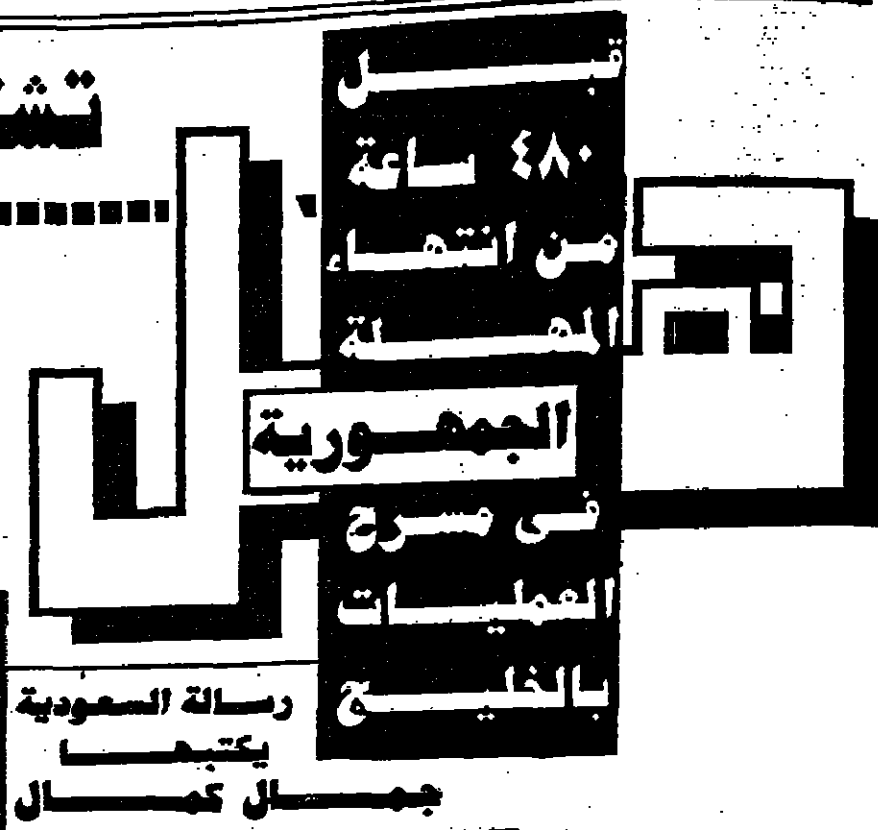 قبل
٤٨٠ ساعة
من انتهاء
المهلة
الجمهورية
فى مسرح
العمليات
بالخليج
رسالة السعودية
يكتبها
جمال كمال